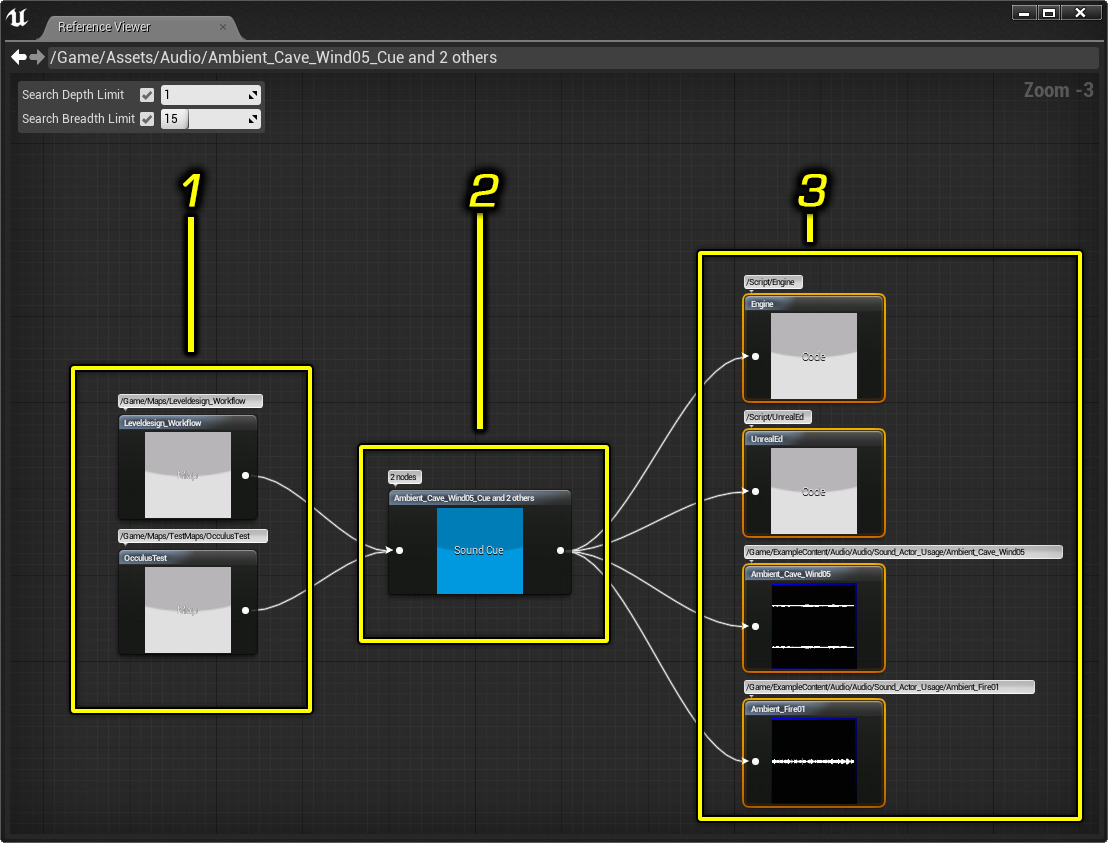 Reference Viewer
/Game/Assets/Audio/Ambient_Cave_Wind05_Cue and 2 others
Search Depth Limit 1
Search Breadth Limit 15
Zoom -3
1
2
3
/Game/Maps/Leveldesign_Workflow
Leveldesign_Workflow
Map
/Game/Maps/TestMaps/OcculusTest
OcculusTest
Map
2 nodes
Ambient_Cave_Wind05_Cue and 2 others
Sound Cue
/Script/Engine
Engine
Code
/Script/UnrealEd
UnrealEd
Code
/Game/ExampleContent/Audio/Audio/Sound_Actor_Usage/Ambient_Cave_Wind05
Ambient_Cave_Wind05
/Game/ExampleContent/Audio/Audio/Sound_Actor_Usage/Ambient_Fire01
Ambient_Fire01